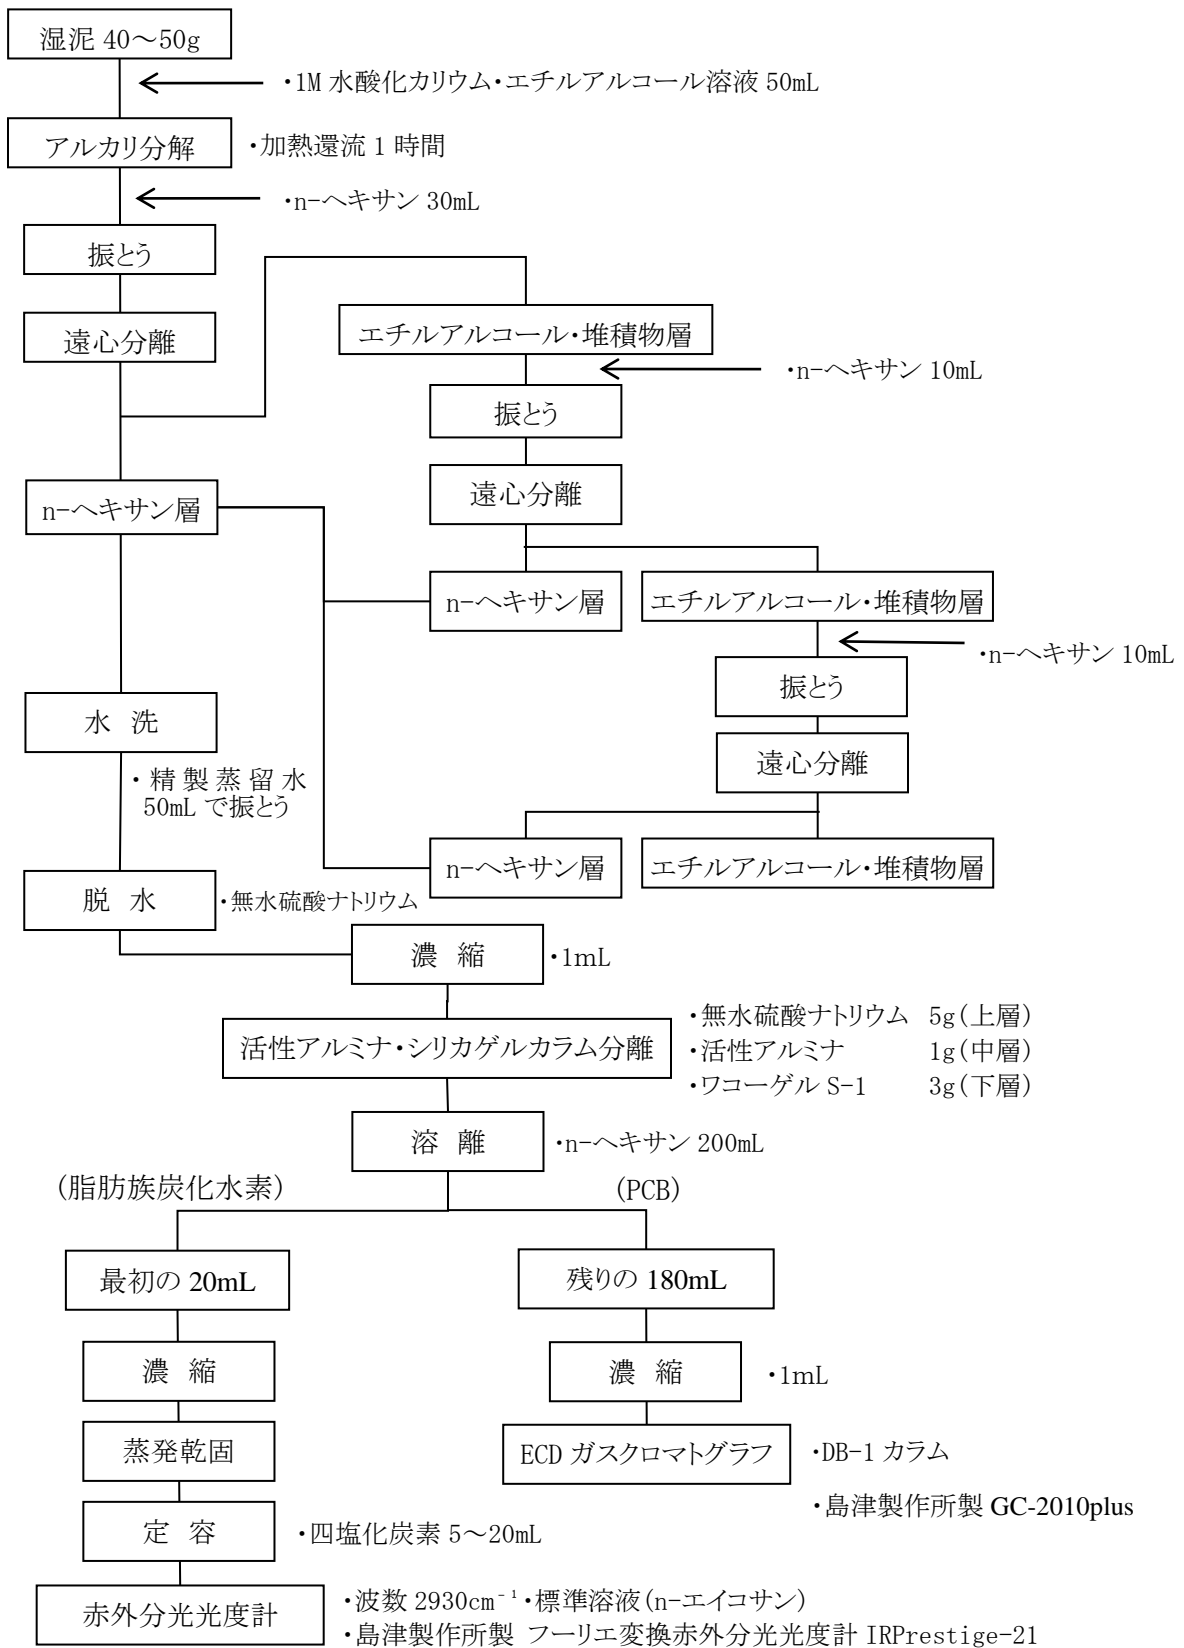 湿泥 40～50g
・1M 水酸化カリウム・エチルアルコール溶液 50mL
アルカリ分解
・加熱還流 1 時間
・n-ヘキサン 30mL
振とう
遠心分離
エチルアルコール・堆積物層
・n-ヘキサン 10mL
振とう
遠心分離
n-ヘキサン層
n-ヘキサン層
エチルアルコール・堆積物層
・n-ヘキサン 10mL
振とう
遠心分離
水 洗
・精製蒸留水
50mL で振とう
n-ヘキサン層
エチルアルコール・堆積物層
脱 水
・無水硫酸ナトリウム
濃 縮
・1mL
活性アルミナ・シリカゲルカラム分離
・無水硫酸ナトリウム 5g(上層)
・活性アルミナ 1g(中層)
・ワコーゲル S-1 3g(下層)
溶 離
・n-ヘキサン 200mL
(脂肪族炭化水素)
(PCB)
最初の 20mL
残りの 180mL
濃 縮
濃 縮
・1mL
蒸発乾固
ECD ガスクロマトグラフ
・DB-1 カラム
・島津製作所製 GC-2010plus
定 容
・四塩化炭素 5～20mL
赤外分光光度計
・波数 2930cm⁻¹・標準溶液(n-エイコサン)
・島津製作所製 フーリエ変換赤外分光光度計 IRPrestige-21